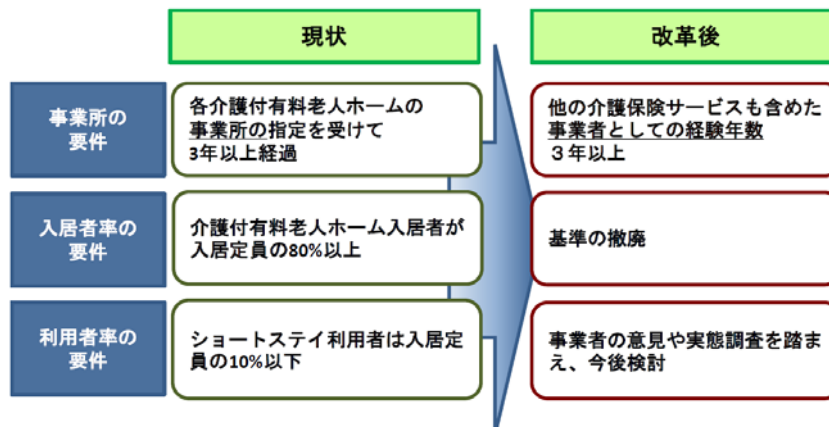 現状
改革後
事業所の
要件
各介護付有料老人ホームの
事業所の指定を受けて
3年以上経過
他の介護保険サービスも含めた
事業者としての経験年数
３年以上
入居者率の
要件
介護付有料老人ホーム入居者が
入居定員の80%以上
基準の撤廃
利用者率の
要件
ショートステイ利用者は入居定
員の10%以下
事業者の意見や実態調査を踏ま
え、今後検討